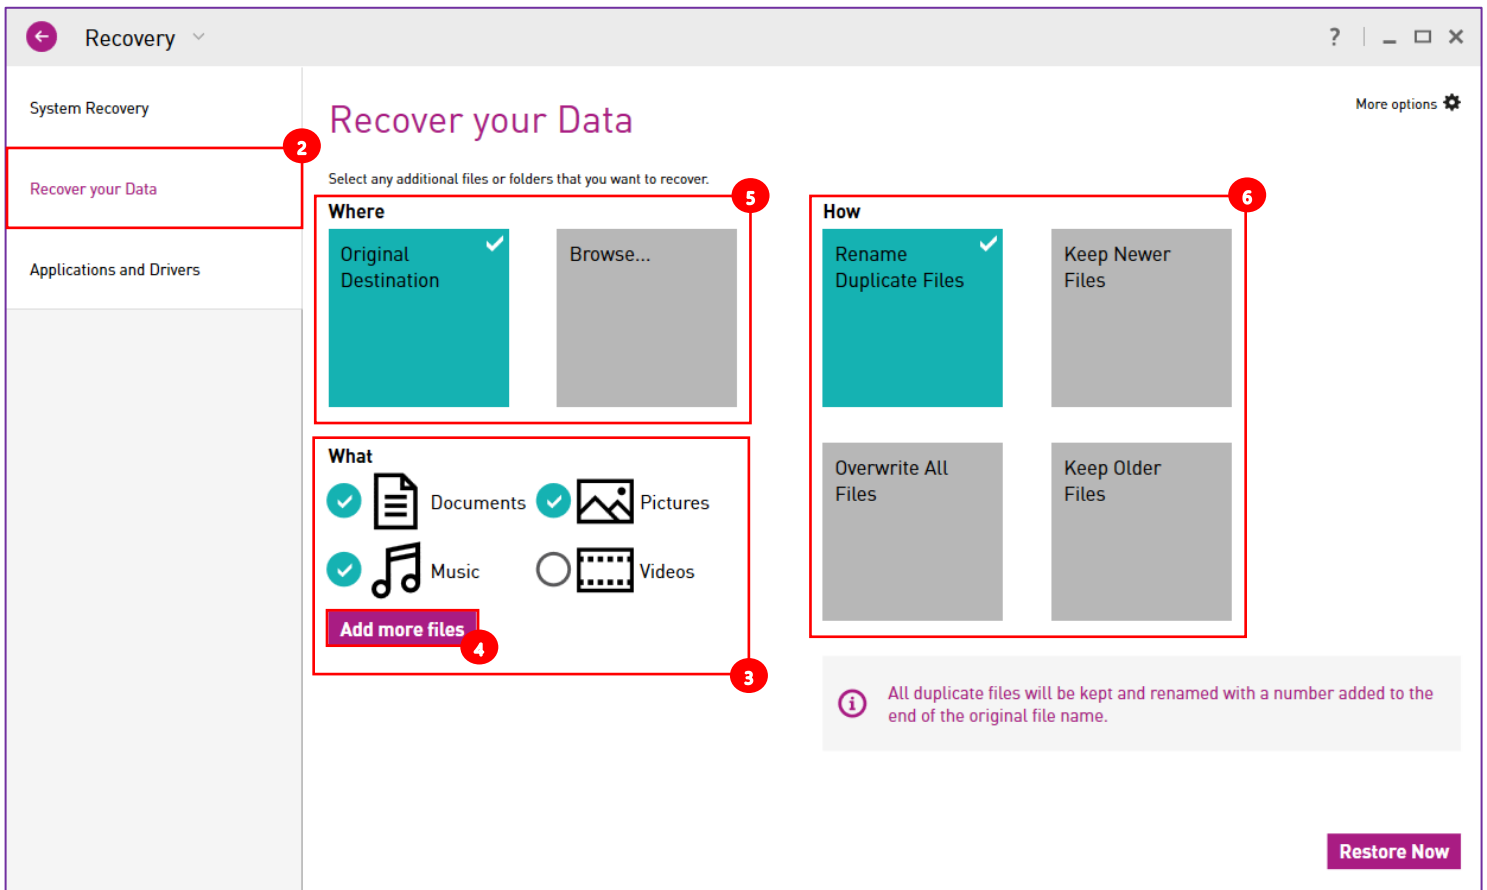 Recovery
?
System Recovery
Recover your Data
Applications and Drivers
More options
Recover your Data
Select any additional files or folders that you want to recover.
2
5
6
Where
Original
Destination
Browse...
How
Rename
Duplicate Files
Keep Newer
Files
Overwrite All
Files
Keep Older
Files
What
Documents
Pictures
Music
Videos
Add more files
4
3
All duplicate files will be kept and renamed with a number added to the
end of the original file name.
Restore Now